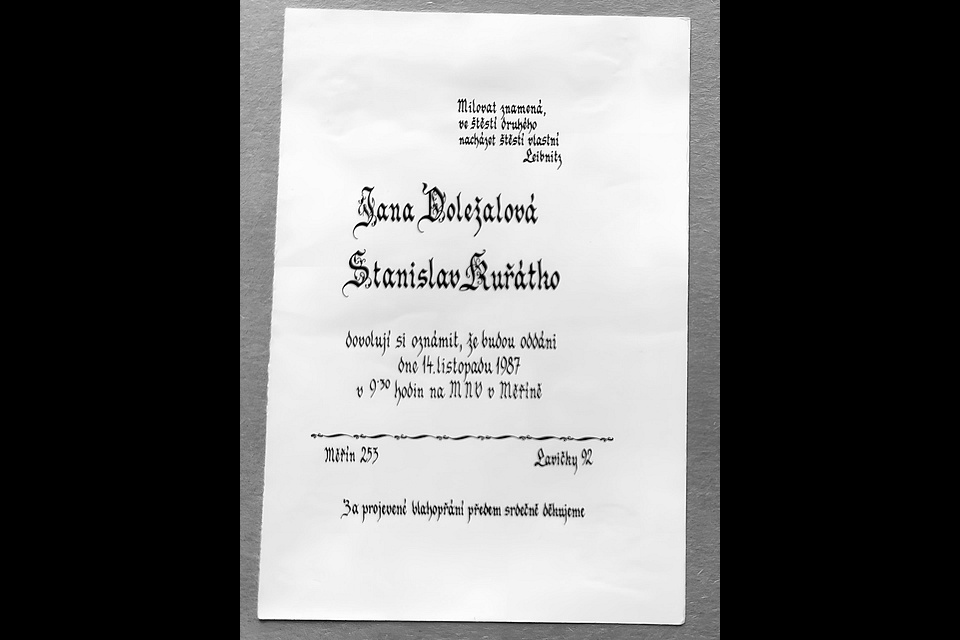 Milovat znamená,
ve štěstí druhého
nacházet štěstí vlastní
Leibnitz
Jana Doležalová
Stanislav Kuřátko
dovolují si oznámit, že budou oddáni
dne 14. listopadu 1987
v 9³⁰ hodin na MNV v Měříně
Měřín 253
Lavičky 92
Za projevené blahopřání předem srdečně děkujeme